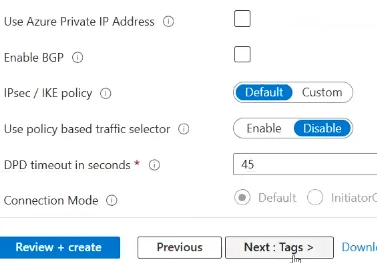 Use Azure Private IP Address
Enable BGP
IPsec / IKE policy Default Custom
Use policy based traffic selector Enable Disable
DPD timeout in seconds * 45
Connection Mode Default
Review + create Previous Next : Tags >